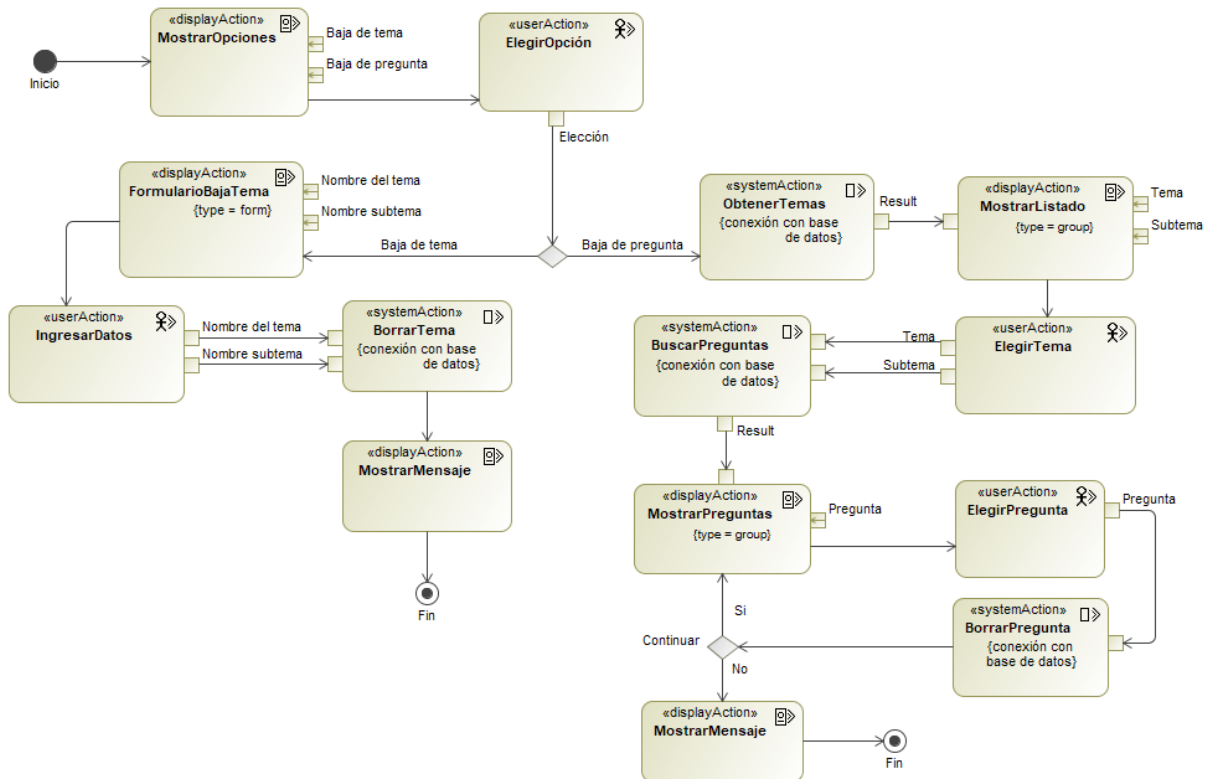 «displayAction»
MostrarOpciones
Baja de tema
Baja de pregunta
«userAction»
ElegirOpción
Inicio
Elección
«displayAction»
FormularioBajaTema
{type = form}
Nombre del tema
Nombre subtema
«systemAction»
ObtenerTemas
{conexión con base
de datos}
Result
«displayAction»
MostrarListado
{type = group}
Tema
Subtema
Baja de tema
Baja de pregunta
«userAction»
IngresarDatos
Nombre del tema
Nombre subtema
«systemAction»
BorrarTema
{conexión con base
de datos}
«systemAction»
BuscarPreguntas
{conexión con base
de datos}
Tema
Subtema
«userAction»
ElegirTema
Result
«displayAction»
MostrarMensaje
Fin
«displayAction»
MostrarPreguntas
{type = group}
Pregunta
«userAction»
ElegirPregunta
Pregunta
Si
Continuar
No
«systemAction»
BorrarPregunta
{conexión con
base de datos}
«displayAction»
MostrarMensaje
Fin